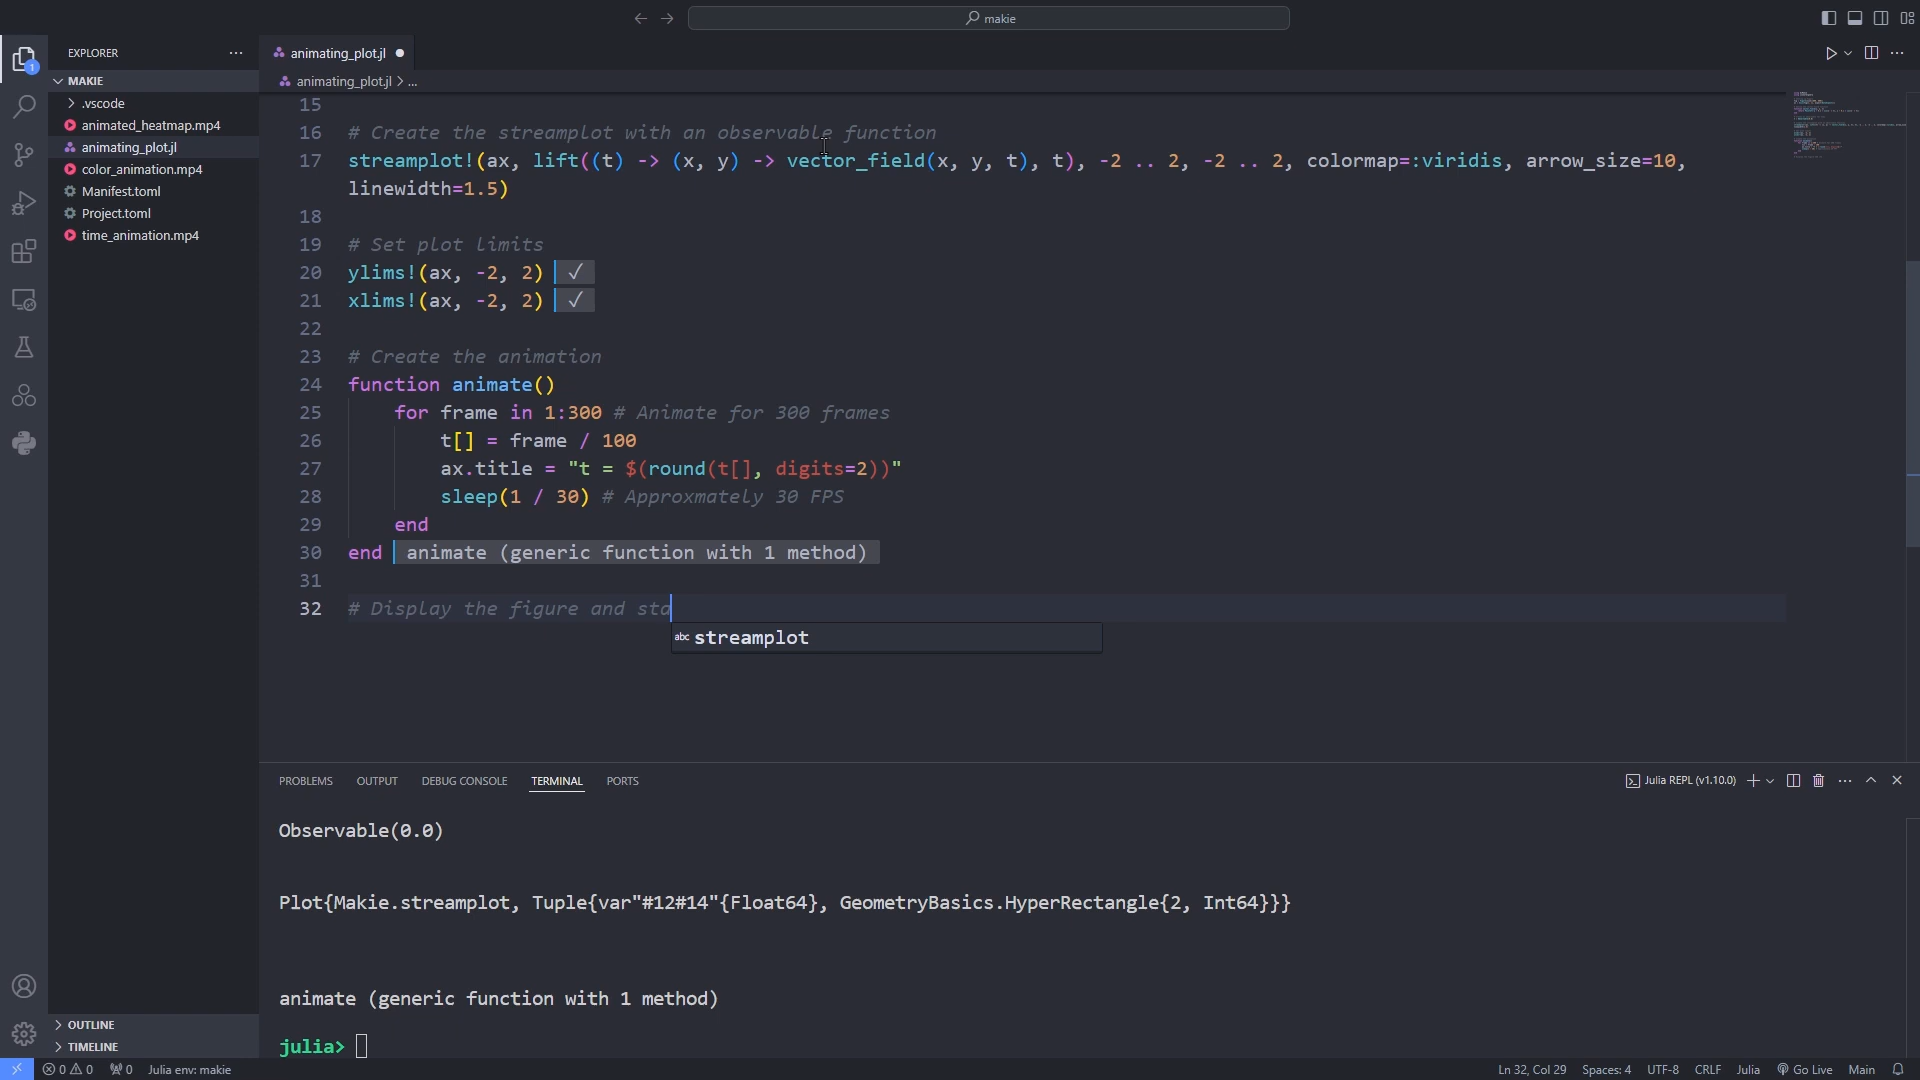 makie
EXPLORER
MAKIE
.vscode
animated_heatmap.mp4
animating_plot.jl
color_animation.mp4
Manifest.toml
Project.toml
time_animation.mp4
OUTLINE
TIMELINE
1
animating_plot.jl
animating_plot.jl > ...
15
16 # Create the streamplot with an observable function
17 streamplot!(ax, lift((t) -> (x, y) -> vector_field(x, y, t), t), -2 .. 2, -2 .. 2, colormap=:viridis, arrow_size=10,
linewidth=1.5)
18
19 # Set plot limits
20 ylims!(ax, -2, 2) ✓
21 xlims!(ax, -2, 2) ✓
22
23 # Create the animation
24 function animate()
25 for frame in 1:300 # Animate for 300 frames
26 t[] = frame / 100
27 ax.title = "t = $(round(t[], digits=2))"
28 sleep(1 / 30) # Approxmately 30 FPS
29 end
30 end animate (generic function with 1 method)
31
32 # Display the figure and sta
abc streamplot
PROBLEMS OUTPUT DEBUG CONSOLE TERMINAL PORTS
Julia REPL (v1.10.0)
Observable(0.0)
Plot{Makie.streamplot, Tuple{var"#12#14"{Float64}, GeometryBasics.HyperRectangle{2, Int64}}}
animate (generic function with 1 method)
julia>
0 0 0 Julia env: makie
Ln 32, Col 29 Spaces: 4 UTF-8 CRLF Julia Go Live Main